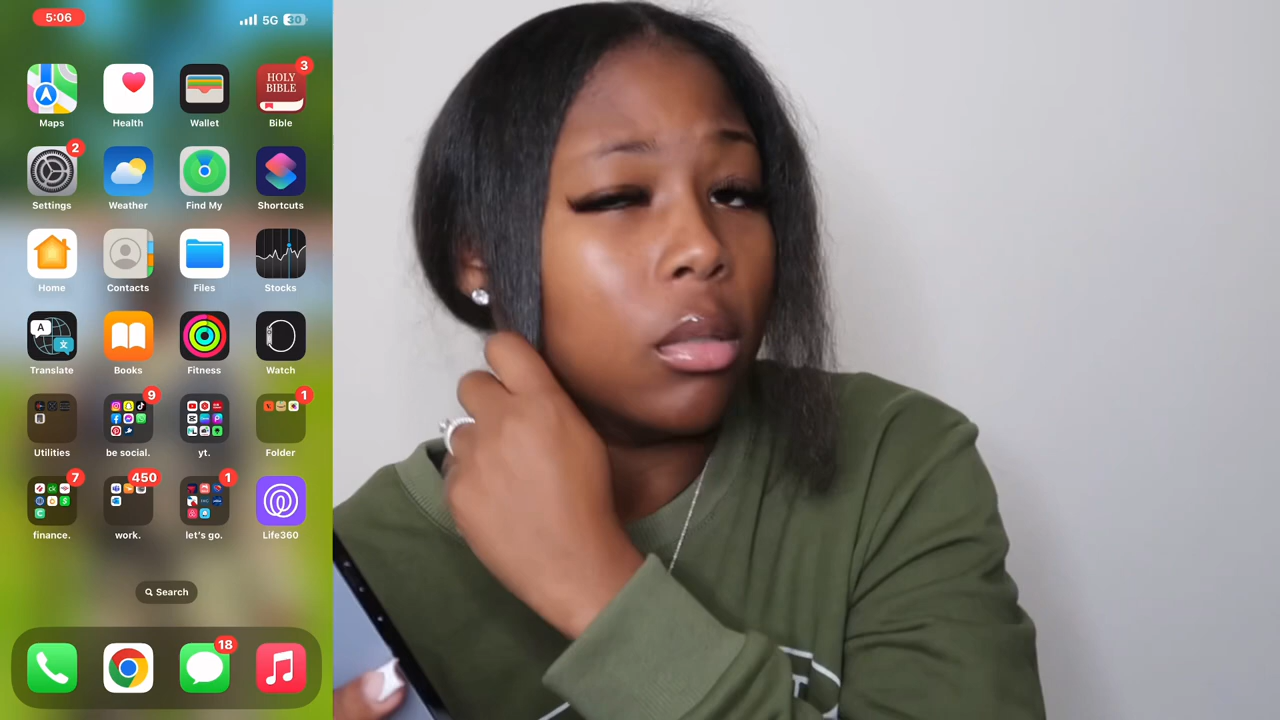 5:06
5G 30
3
HOLY
BIBLE
Maps Health Wallet Bible
2
Settings Weather Find My Shortcuts
Home Contacts Files Stocks
A
文
Translate Books Fitness Watch
9 1
Utilities be social. yt. Folder
7 450 1
finance. work. let's go. Life360
Search
18
T